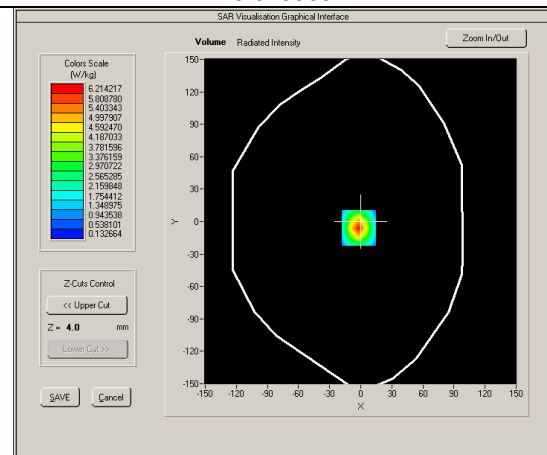 SAR Visualisation Graphical Interface
Volume Radiated Intensity
Zoom In/Out
Colors Scale
(W/kg)
6.214217
5.808780
5.403343
4.997907
4.592470
4.187033
3.781596
3.376159
2.970722
2.565285
2.159848
1.754412
1.348975
0.943538
0.538101
0.132664
Z-Cuts Control
<< Upper Cut
Z = 4.0 mm
Lower Cut >>
SAVE Cancel
150
120
90
60
30
Y 0
-30
-60
-90
-120
-150
-150 -120 -90 -60 -30 0 30 60 90 120 150
X